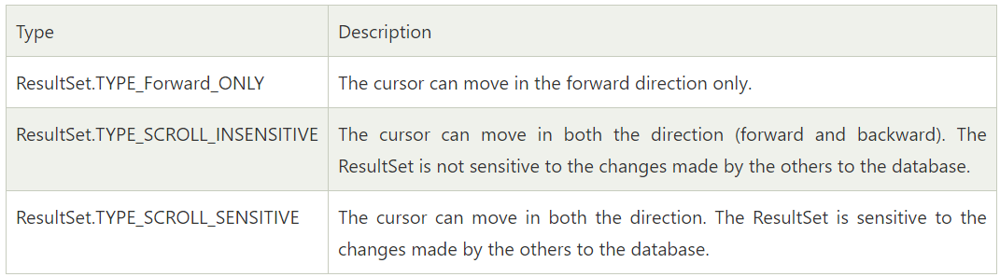 Type
Description
ResultSet.TYPE_Forward_ONLY
The cursor can move in the forward direction only.
ResultSet.TYPE_SCROLL_INSENSITIVE
The cursor can move in both the direction (forward and backward). The
ResultSet is not sensitive to the changes made by the others to the database.
ResultSet.TYPE_SCROLL_SENSITIVE
The cursor can move in both the direction. The ResultSet is sensitive to the
changes made by the others to the database.